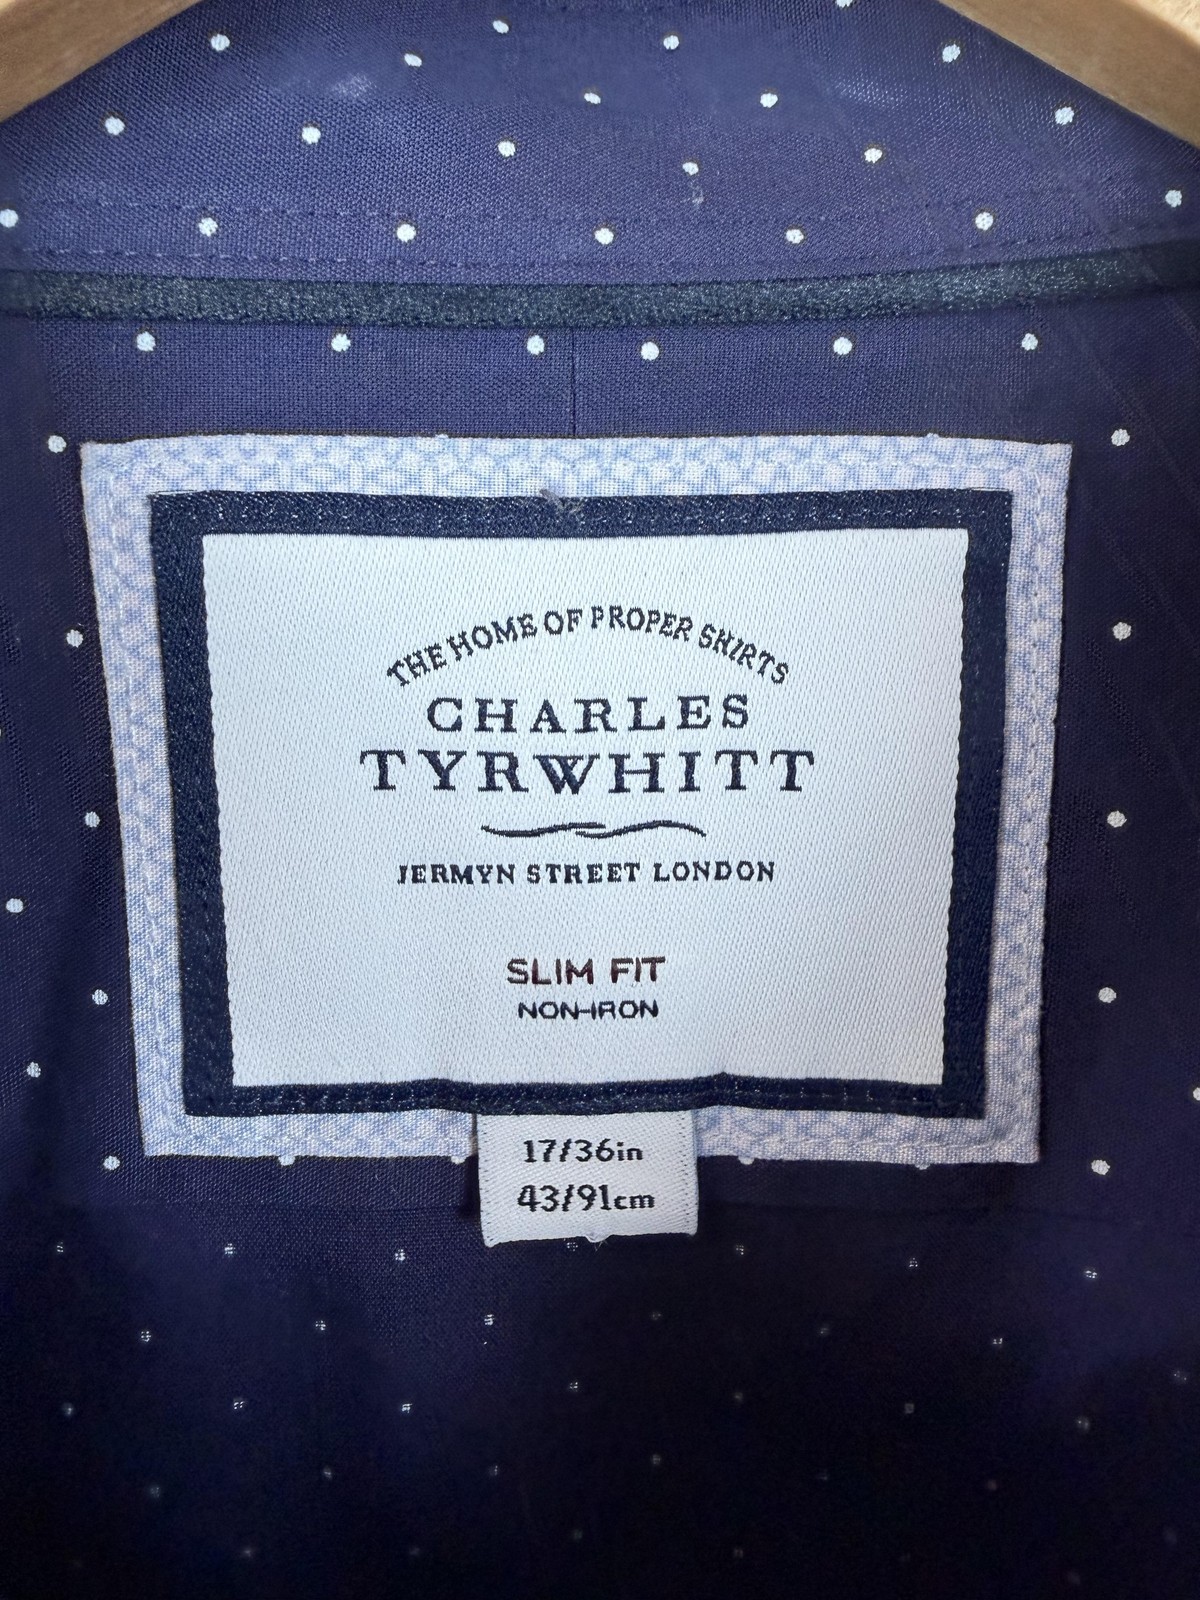 THE HOME OF PROPER SHIRTS
CHARLES
TYRWHITT
JERMYN STREET LONDON
SLIM FIT
NON-IRON
17/36in
43/91cm